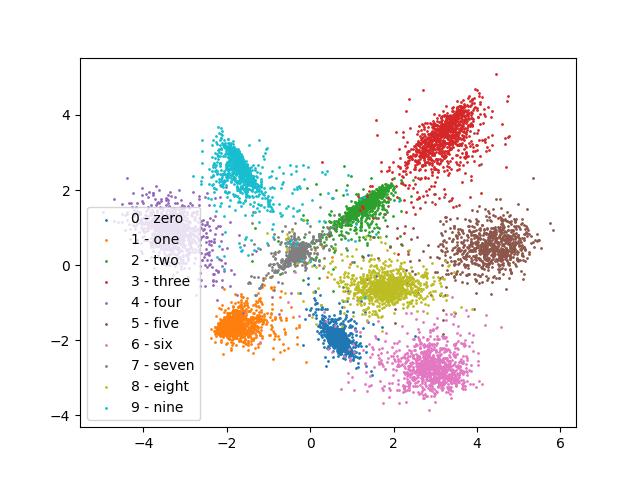 4
2
0
−2
−4
0 - zero
1 - one
2 - two
3 - three
4 - four
5 - five
6 - six
7 - seven
8 - eight
9 - nine
−4 −2 0 2 4 6